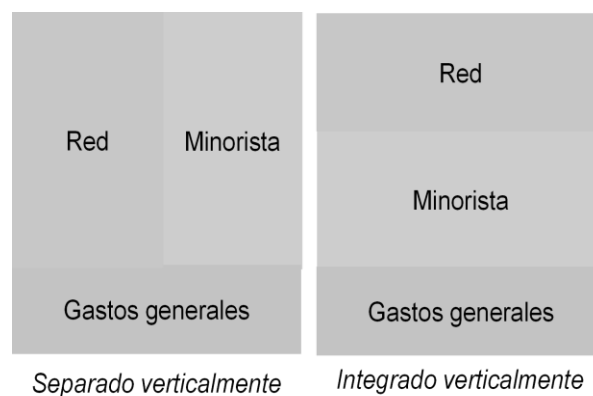 Red
Minorista
Gastos generales
Separado verticalmente
Red
Minorista
Gastos generales
Integrado verticalmente